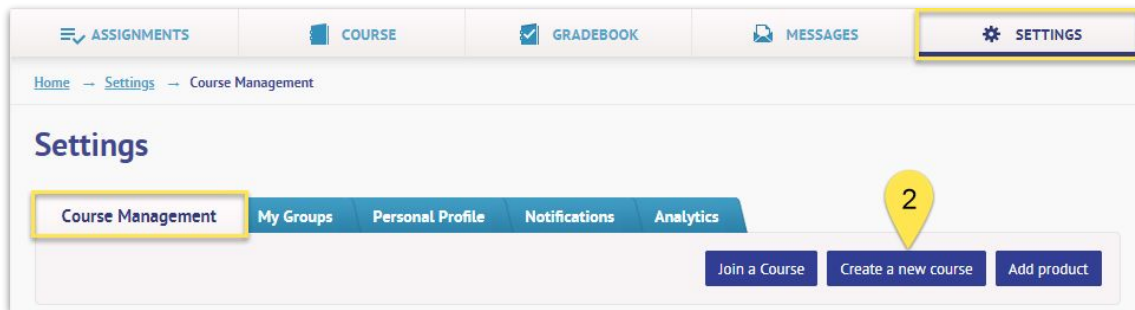 ASSIGNMENTS COURSE GRADEBOOK MESSAGES SETTINGS
Home → Settings → Course Management
Settings
Course Management My Groups Personal Profile Notifications Analytics
2
Join a Course Create a new course Add product